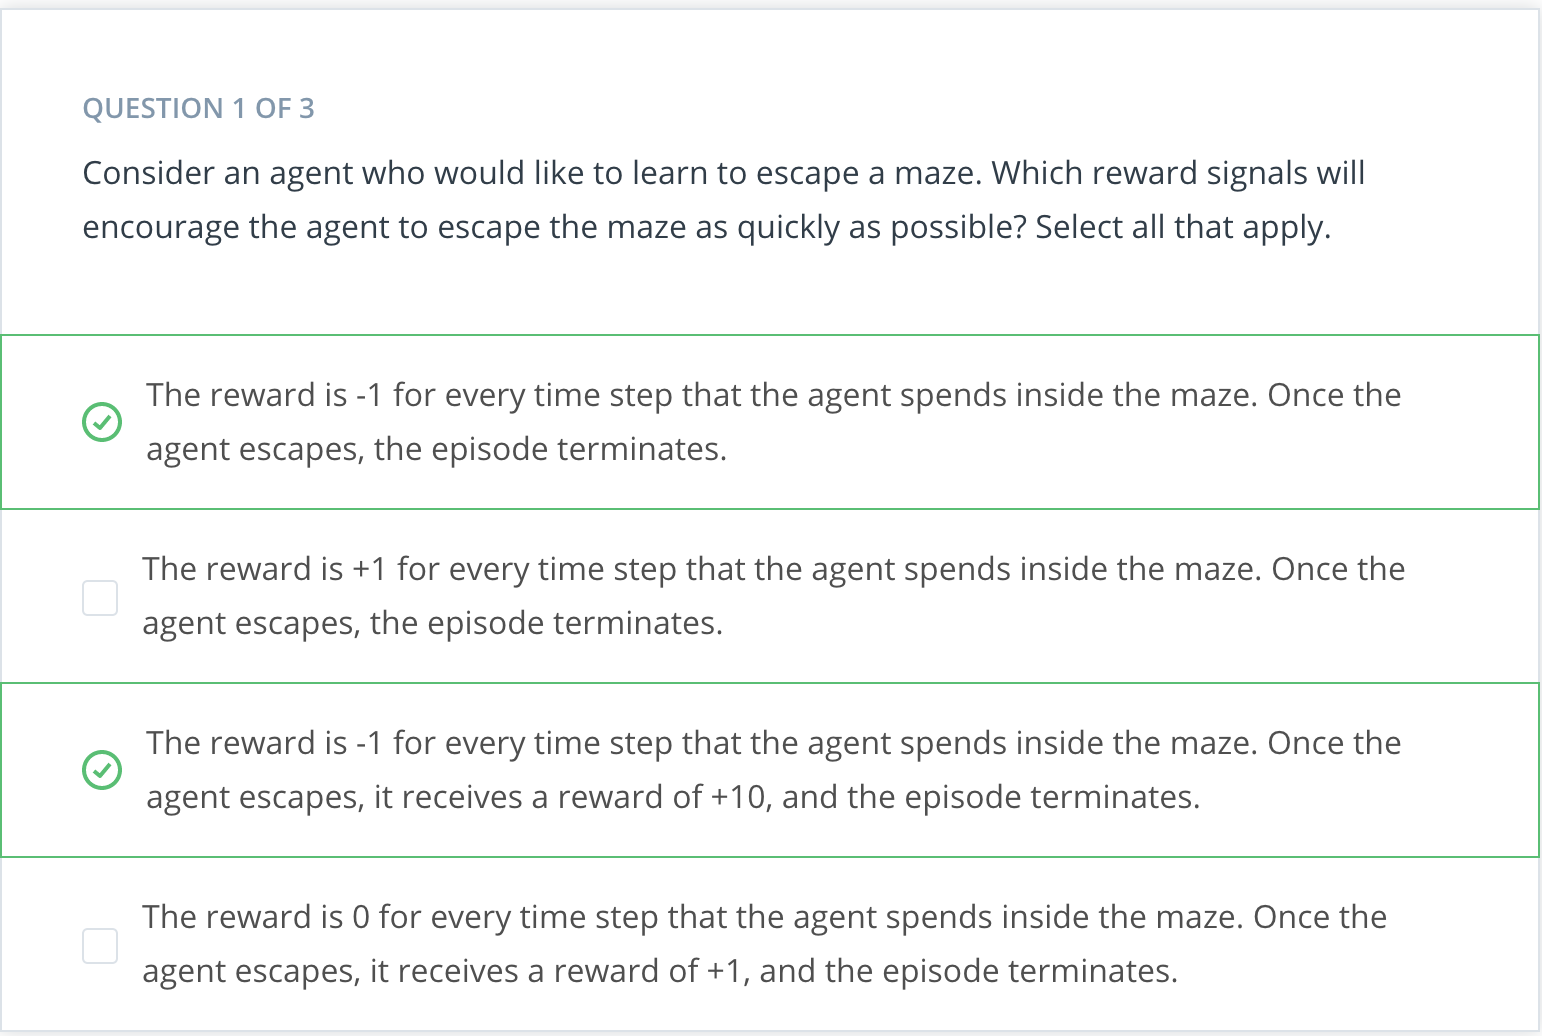 QUESTION 1 OF 3
Consider an agent who would like to learn to escape a maze. Which reward signals will
encourage the agent to escape the maze as quickly as possible? Select all that apply.
The reward is -1 for every time step that the agent spends inside the maze. Once the
agent escapes, the episode terminates.
The reward is +1 for every time step that the agent spends inside the maze. Once the
agent escapes, the episode terminates.
The reward is -1 for every time step that the agent spends inside the maze. Once the
agent escapes, it receives a reward of +10, and the episode terminates.
The reward is 0 for every time step that the agent spends inside the maze. Once the
agent escapes, it receives a reward of +1, and the episode terminates.